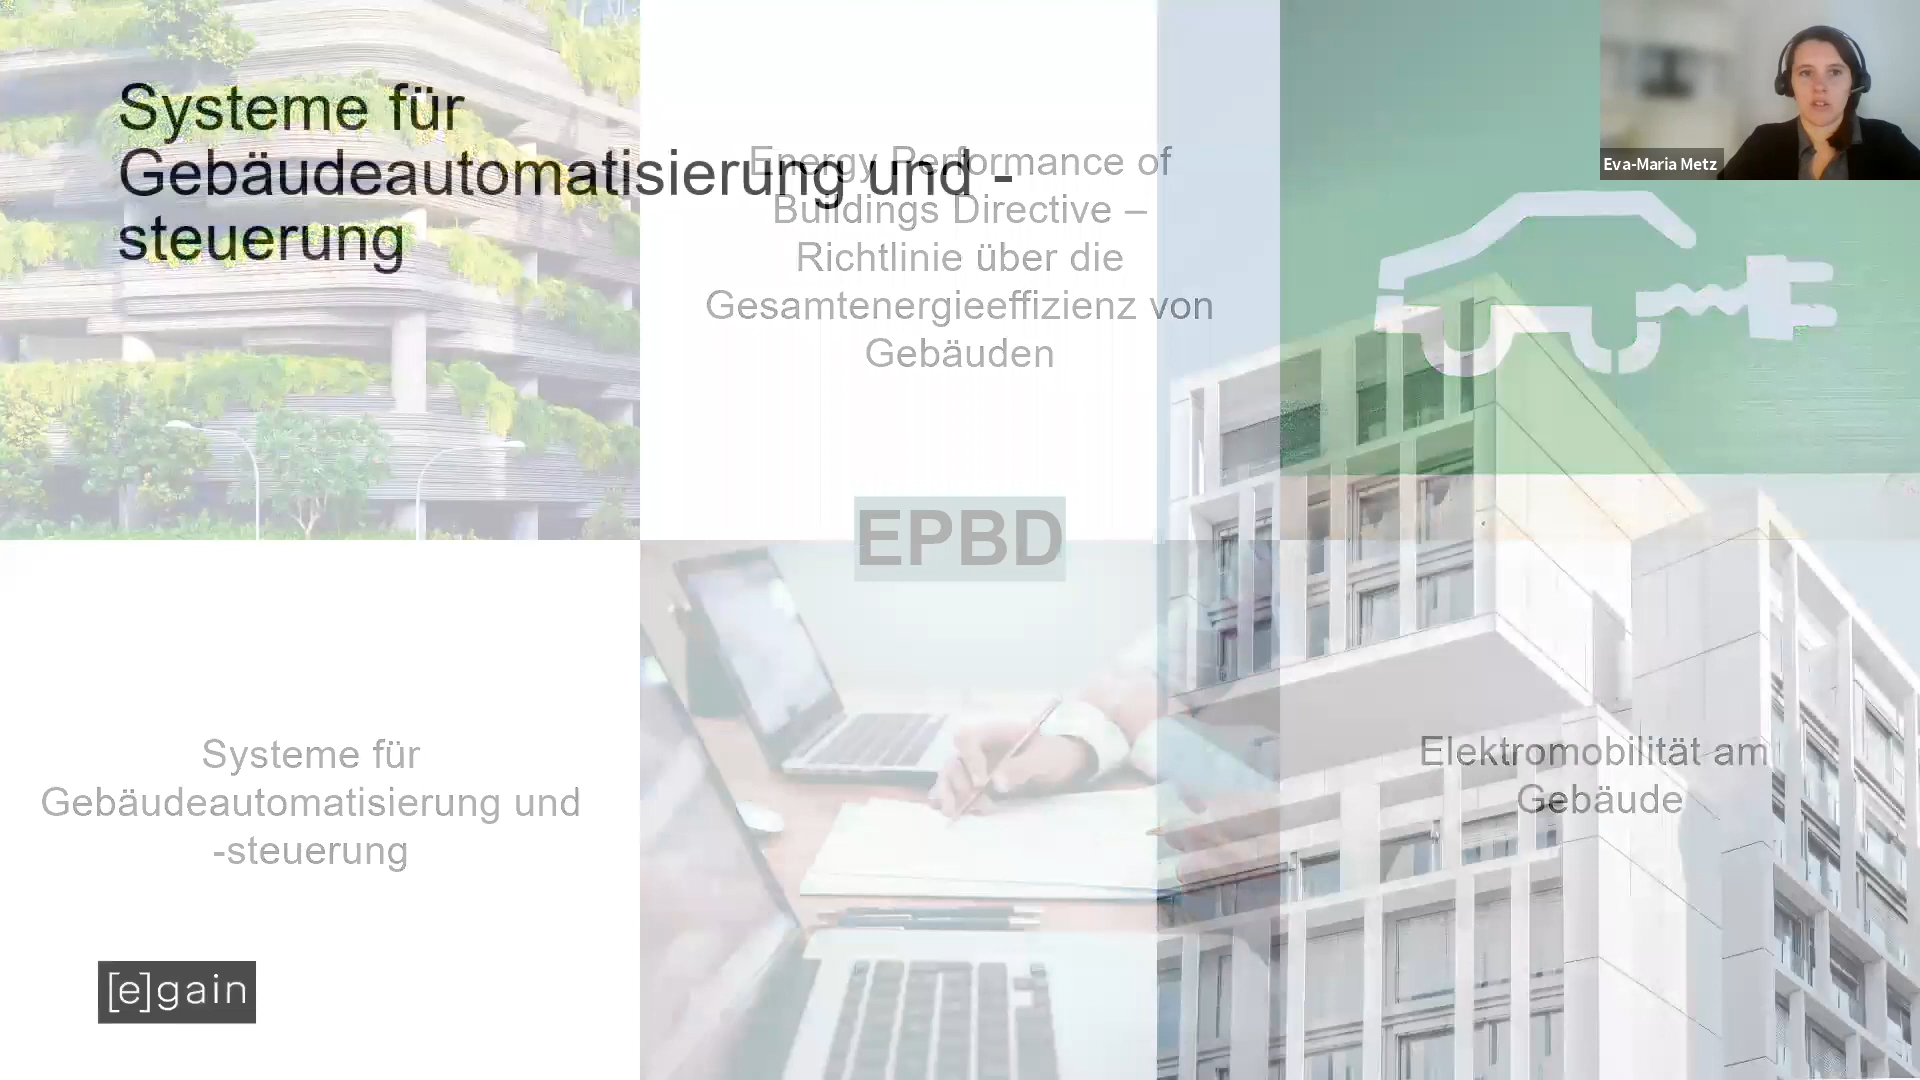 Systeme für
Gebäudeautomatisierung und -
steuerung
Energy Performance of
Buildings Directive –
Richtlinie über die
Gesamtenergieeffizienz von
Gebäuden
EPBD
Systeme für
Gebäudeautomatisierung und
-steuerung
Elektromobilität am
Gebäude
[e]gain
Eva-Maria Metz